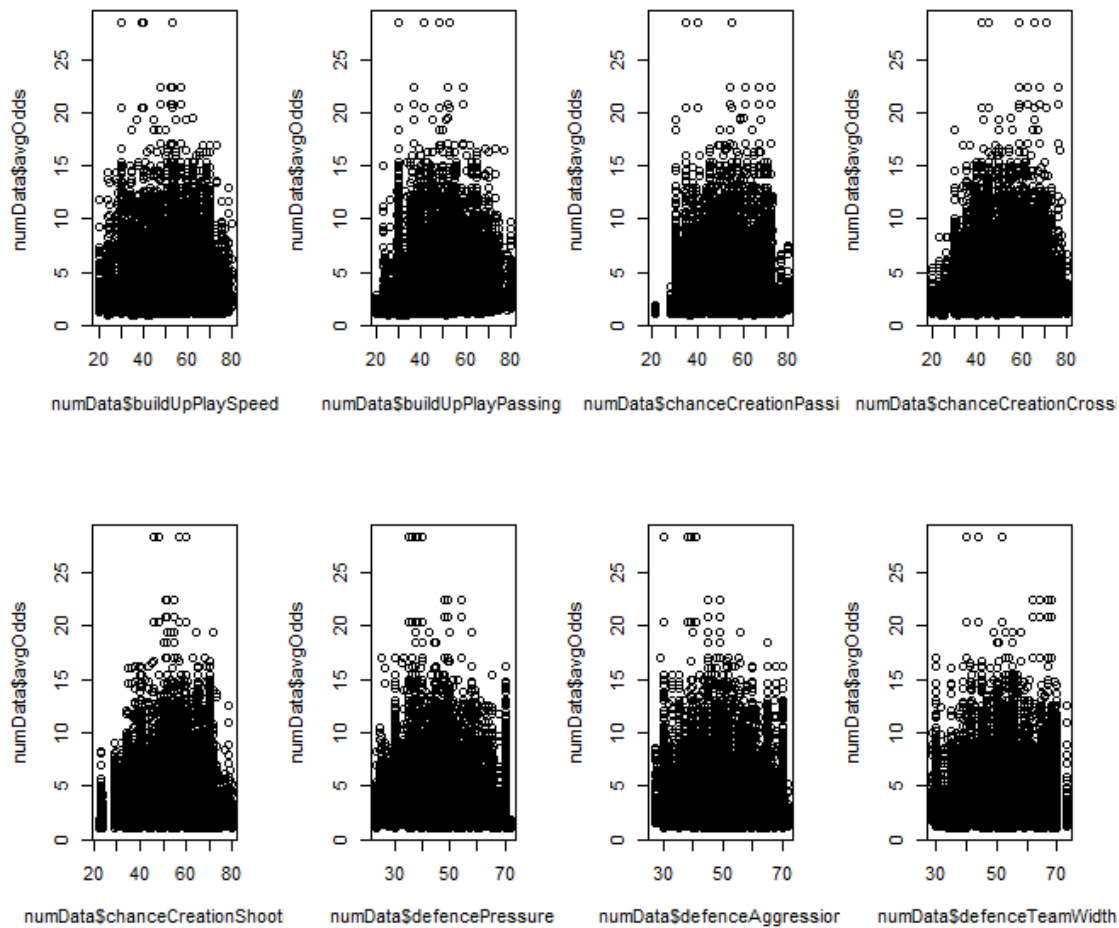 numData$avgOdds
25
20
15
10
5
0
20 40 60 80
numData$buildUpPlaySpeed
numData$avgOdds
25
20
15
10
5
0
20 40 60 80
numData$buildUpPlayPassing
numData$avgOdds
25
20
15
10
5
0
20 40 60 80
numData$chanceCreationPassi
numData$avgOdds
25
20
15
10
5
0
20 40 60 80
numData$chanceCreationCrossi
numData$avgOdds
25
20
15
10
5
0
20 40 60 80
numData$chanceCreationShooti
numData$avgOdds
25
20
15
10
5
0
30 50 70
numData$defencePressure
numData$avgOdds
25
20
15
10
5
0
30 50 70
numData$defenceAggressior
numData$avgOdds
25
20
15
10
5
0
30 50 70
numData$defenceTeamWidth